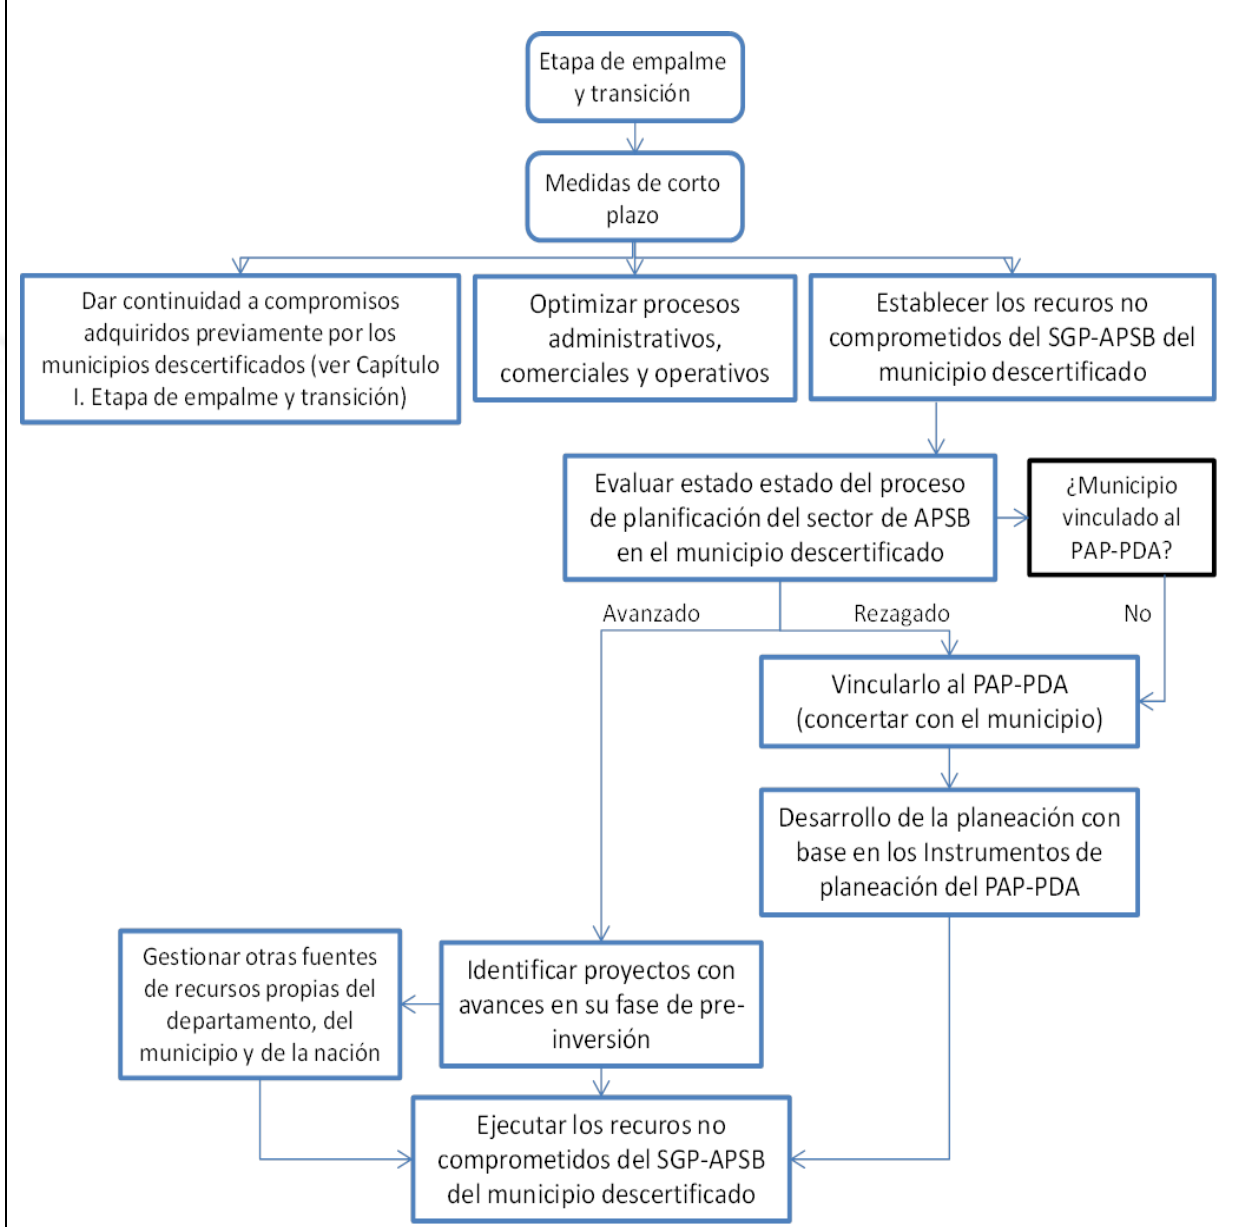 Etapa de empalme
y transición
Medidas de corto
plazo
Dar continuidad a compromisos
adquiridos previamente por los
municipios descertificados (ver Capítulo
I. Etapa de empalme y transición)
Optimizar procesos
administrativos,
comerciales y operativos
Establecer los recuros no
comprometidos del SGP-APSB del
municipio descertificado
Evaluar estado estado del proceso
de planificación del sector de APSB
en el municipio descertificado
¿Municipio
vinculado al
PAP-PDA?
Avanzado
Rezagado
No
Vincularlo al PAP-PDA
(concertar con el municipio)
Desarrollo de la planeación con
base en los Instrumentos de
planeación del PAP-PDA
Gestionar otras fuentes
de recursos propias del
departamento, del
municipio y de la nación
Identificar proyectos con
avances en su fase de pre-
inversión
Ejecutar los recuros no
comprometidos del SGP-APSB
del municipio descertificado